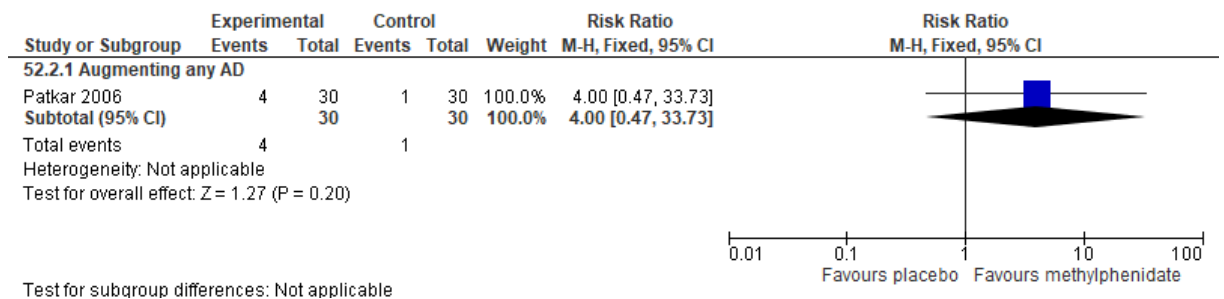 Experimental Control Risk Ratio Risk Ratio
Study or Subgroup Events Total Events Total Weight M-H, Fixed, 95% CI M-H, Fixed, 95% CI
52.2.1 Augmenting any AD
Patkar 2006 4 30 1 30 100.0% 4.00 [0.47, 33.73]
Subtotal (95% CI) 30 30 100.0% 4.00 [0.47, 33.73]
Total events 4 1
Heterogeneity: Not applicable
Test for overall effect: Z = 1.27 (P = 0.20)
0.01 0.1 1 10 100
Favours placebo Favours methylphenidate
Test for subgroup differences: Not applicable